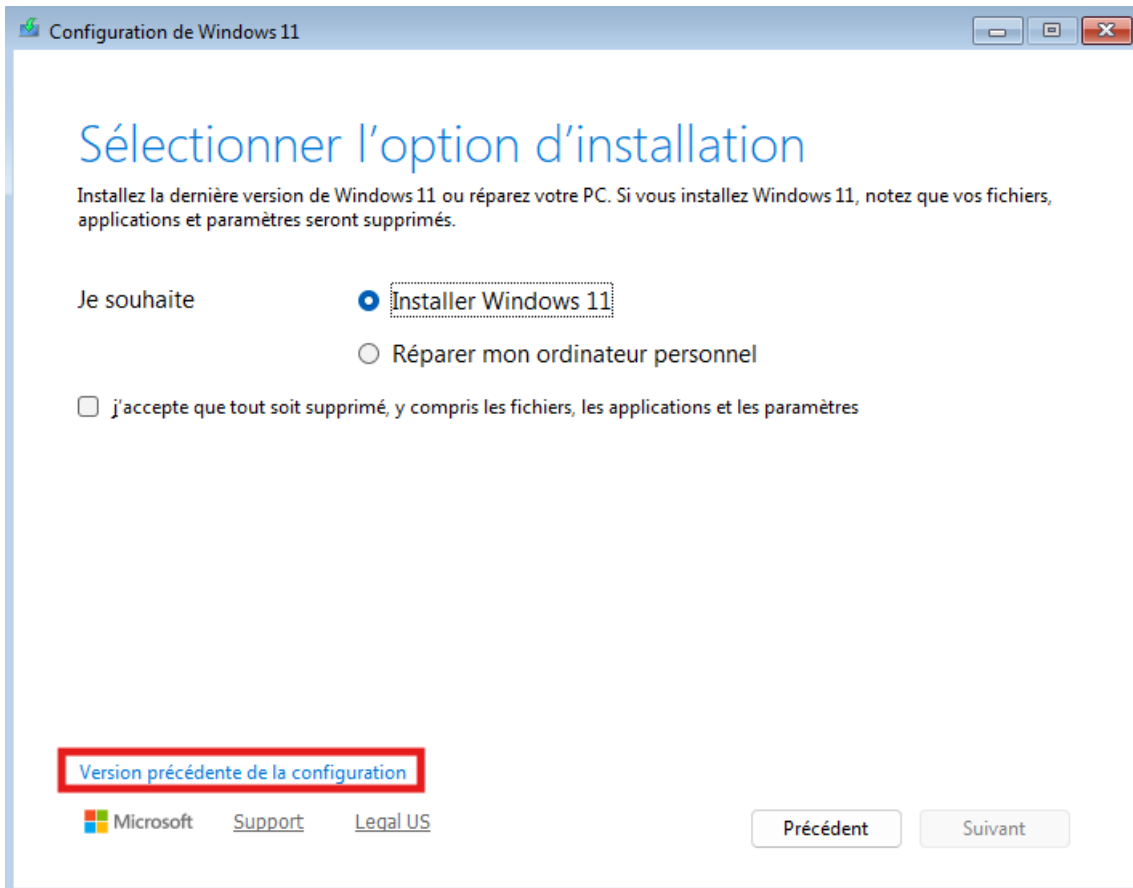 Configuration de Windows 11
Sélectionner l’option d’installation
Installez la dernière version de Windows 11 ou réparez votre PC. Si vous installez Windows 11, notez que vos fichiers,
applications et paramètres seront supprimés.
Je souhaite
Installer Windows 11
Réparer mon ordinateur personnel
j’accepte que tout soit supprimé, y compris les fichiers, les applications et les paramètres
Version précédente de la configuration
Microsoft Support Legal US
Précédent Suivant